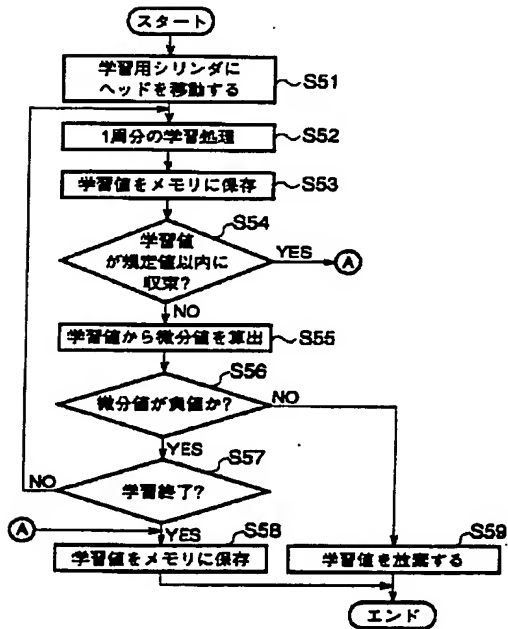 スタート
学習用シリンダに
ヘッドを移動する
S51
1周分の学習処理
S52
学習値をメモリに保存
S53
S54
学習値
が規定値以内に
収束?
YES
A
NO
学習値から微分値を算出
S55
S56
微分値が負値か?
NO
YES
S57
NO
学習終了?
A
YES
S58
学習値をメモリに保存
S59
学習値を放棄する
エンド